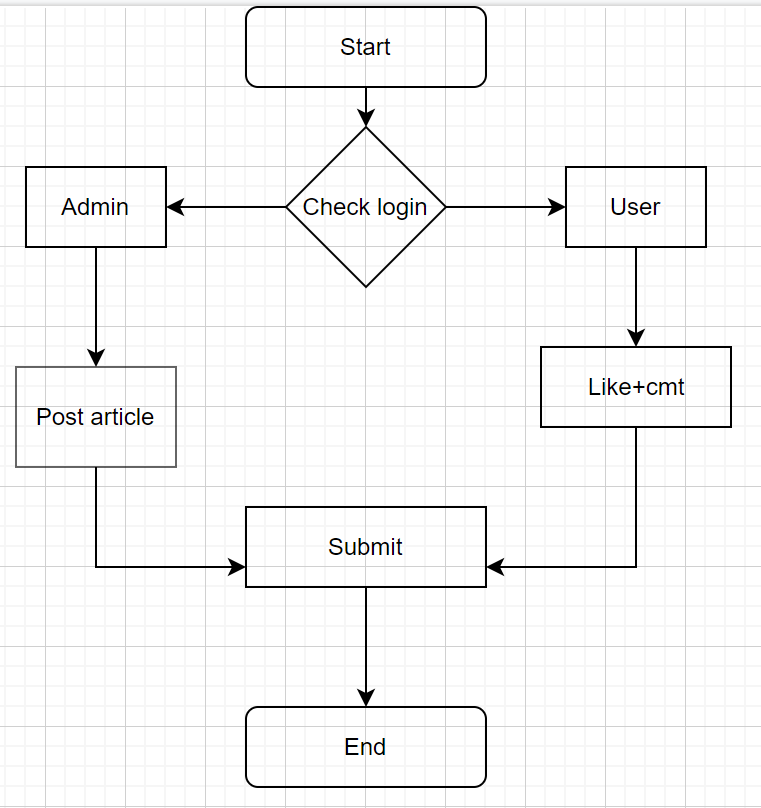 Start
Admin
Check login
User
Post article
Like+cmt
Submit
End